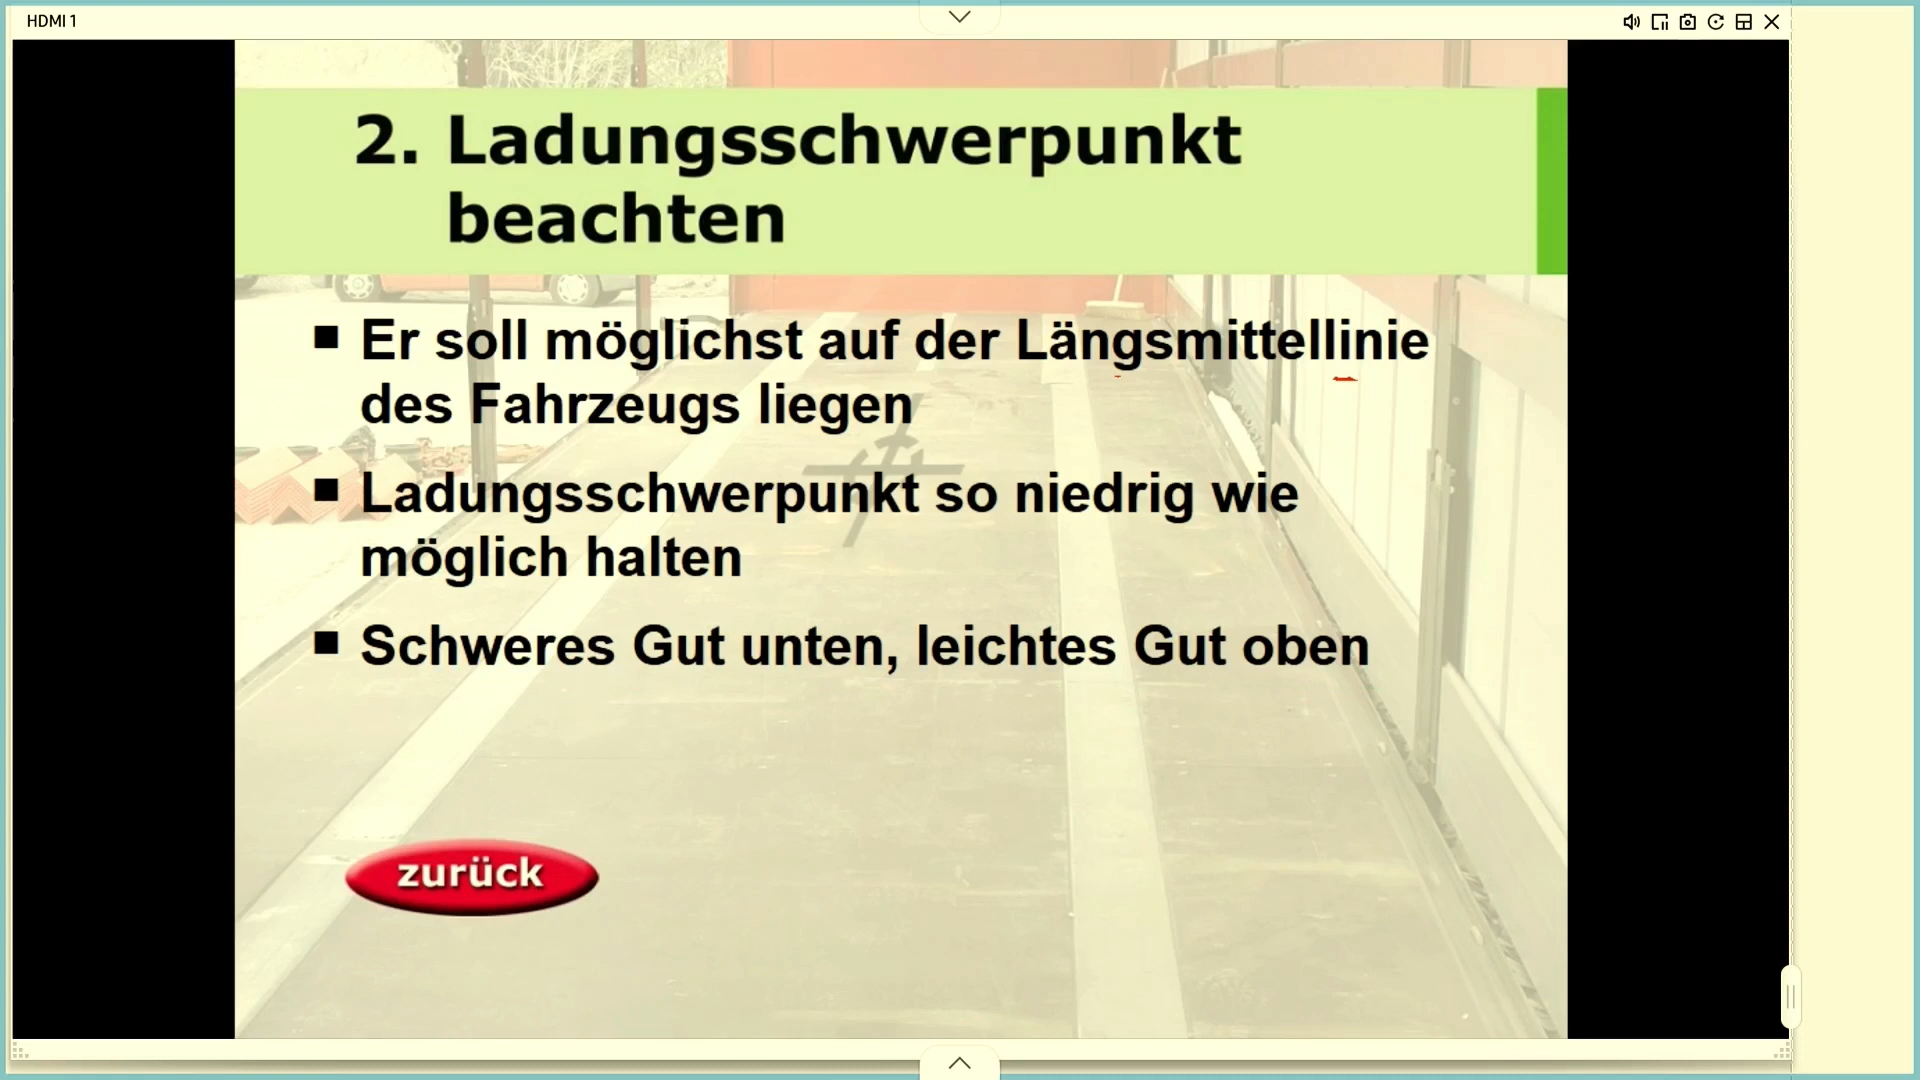 HDMI 1
2. Ladungsschwerpunkt
beachten
■ Er soll möglichst auf der Längsmittellinie
des Fahrzeugs liegen
■ Ladungsschwerpunkt so niedrig wie
möglich halten
■ Schweres Gut unten, leichtes Gut oben
zurück